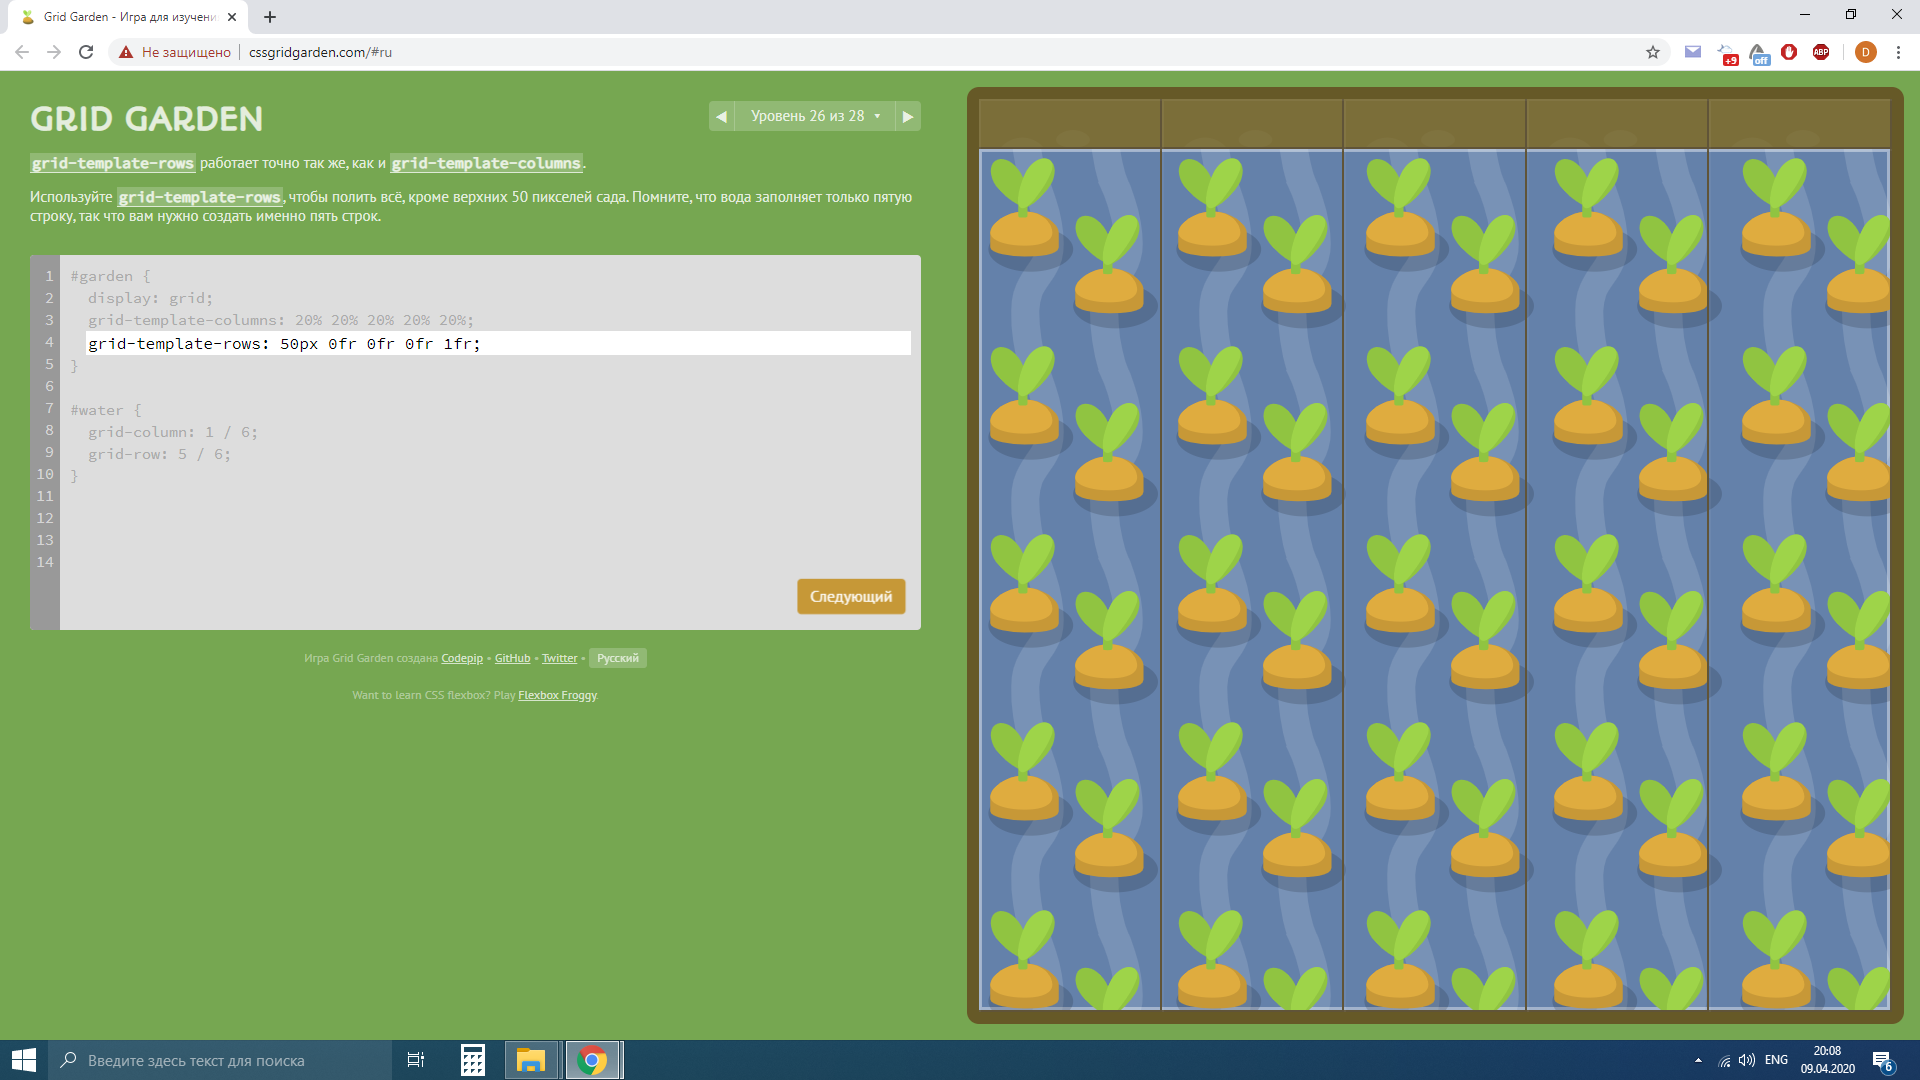 Grid Garden - Игра для изучени
Не защищено
cssgridgarden.com/#ru
+9
off
ABP
D
GRID GARDEN
◀ Уровень 26 из 28 ▾ ▶
grid-template-rows работает точно так же, как и grid-template-columns.
Используйте grid-template-rows, чтобы полить всё, кроме верхних 50 пикселей сада. Помните, что вода заполняет только пятую
строку, так что вам нужно создать именно пять строк.
1 #garden {
2 display: grid;
3 grid-template-columns: 20% 20% 20% 20% 20%;
4 grid-template-rows: 50px 0fr 0fr 0fr 1fr;
5 }
6
7 #water {
8 grid-column: 1 / 6;
9 grid-row: 5 / 6;
10 }
11
12
13
14
Следующий
Игра Grid Garden создана Codepip • GitHub • Twitter • Русский
Want to learn CSS flexbox? Play Flexbox Froggy.
Введите здесь текст для поиска
ENG
20:08
09.04.2020
6